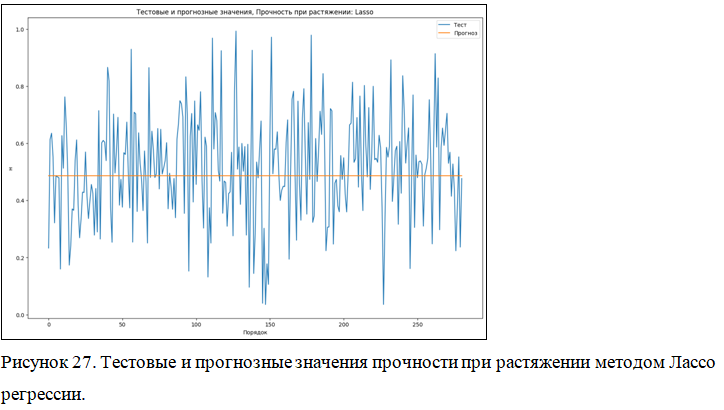 Тестовые и прогнозные значения, Прочность при растяжении: Lasso
Тест
Прогноз
1.0
0.8
0.6
0.4
0.2
0.0
0
50
100
150
200
250
Порядок
Рисунок 27. Тестовые и прогнозные значения прочности при растяжении методом Лассо
регрессии.